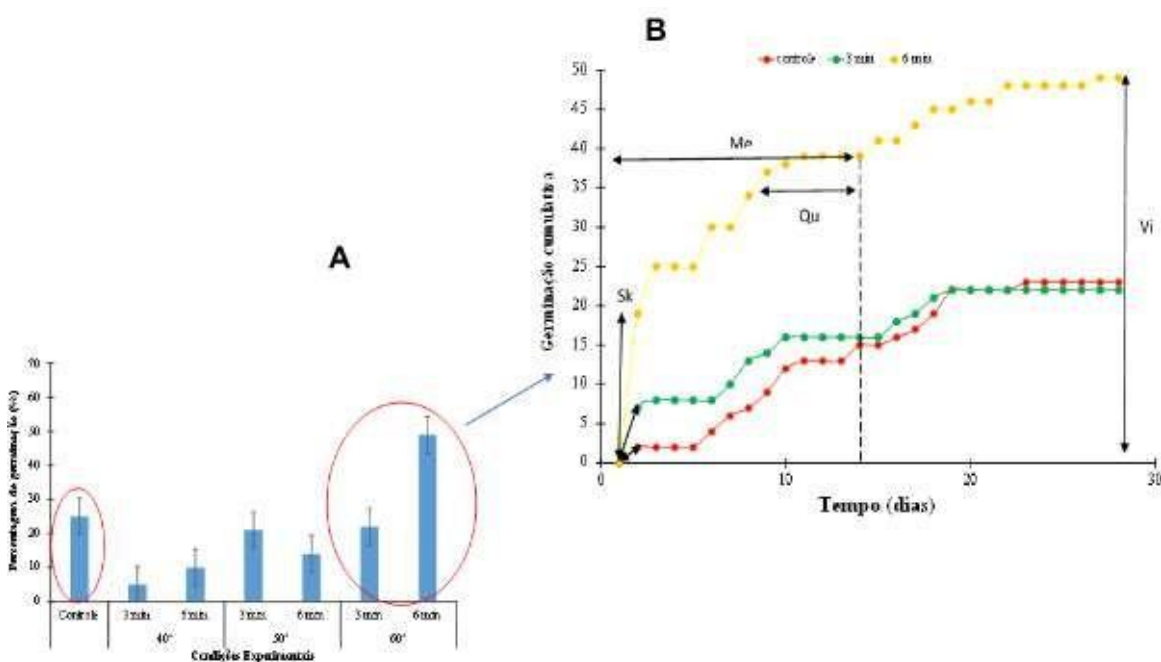 B
controle 3 min 6 min
50
45
40
35
30
25
20
15
10
5
0
Germinação cumulativa
Me
Qu
Sk
Vi
0 10 20 30
Tempo (dias)
A
70
60
50
40
30
20
10
0
Percentagem de germinação (%)
Controle 3 min 6 min 3 min 6 min 3 min 6 min
40° 50° 60°
Condições Experimentais